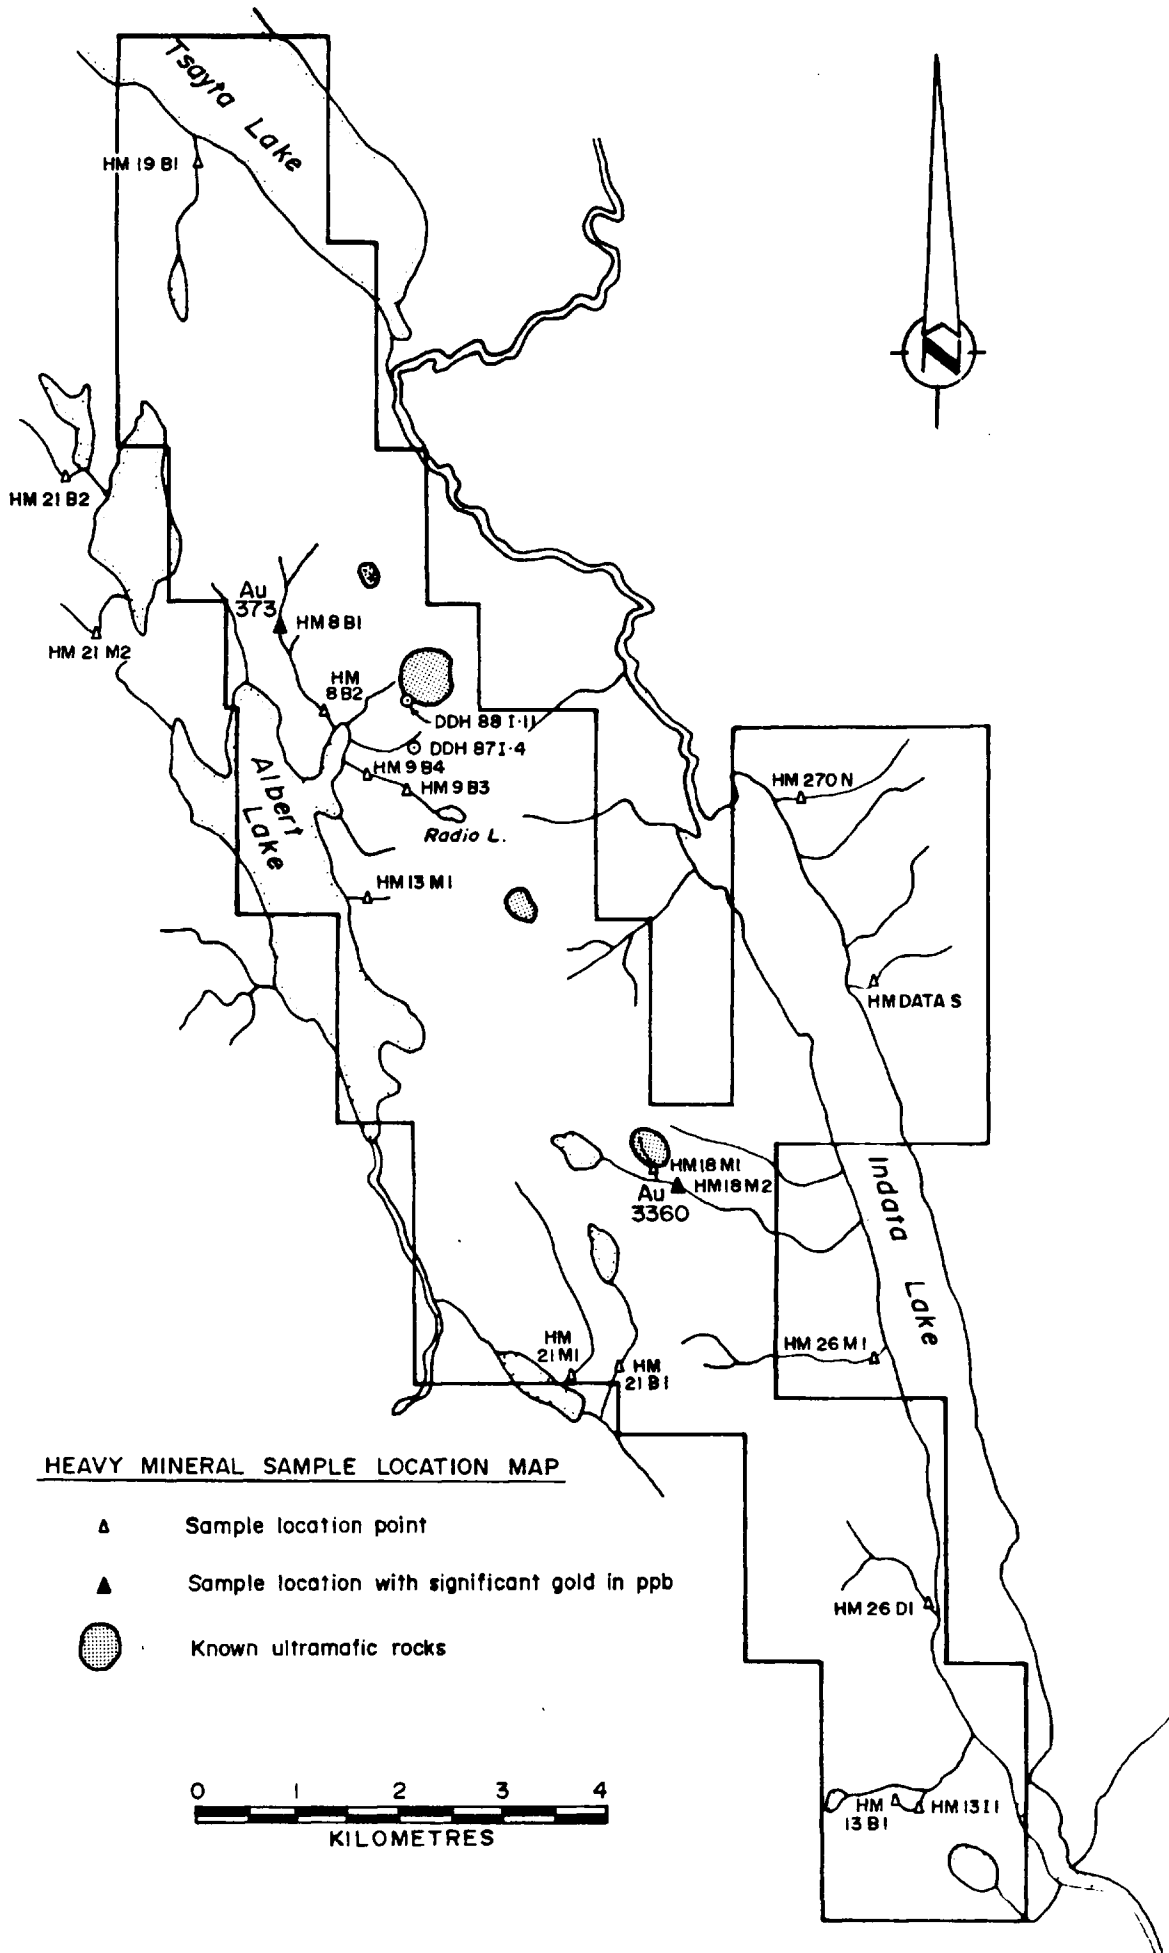 Tsayta Lake
HM 19 B1
N
HM 21 B2
Au
373
HM 8 B1
HM 21 M2
HM
8 B2
DDH 88 I-11
DDH 87 I-4
HM 9 B4
HM 9 B3
Albert
Lake
Radio L.
HM 270 N
HM 13 M1
HM DATA S
HM 18 M1
HM 18 M2
Au
3360
Indata Lake
HM
21 M1
HM
21 B1
HM 26 M1
HEAVY MINERAL SAMPLE LOCATION MAP
Sample location point
Sample location with significant gold in ppb
Known ultramafic rocks
HM 26 D1
0 1 2 3 4
KILOMETRES
HM
13 B1
HM 13 I 1